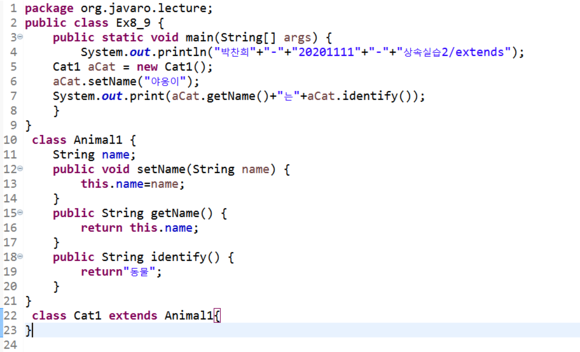 1 package org.javaro.lecture;
2 public class Ex8_9 {
3 public static void main(String[] args) {
4 System.out.println("박찬희"+"-"+"20201111"+"-"+"상속실습2/extends");
5 Cat1 aCat = new Cat1();
6 aCat.setName("야옹이");
7 System.out.print(aCat.getName()+"는"+aCat.identify());
8 }
9 }
10 class Animal1 {
11 String name;
12 public void setName(String name) {
13 this.name=name;
14 }
15 public String getName() {
16 return this.name;
17 }
18 public String identify() {
19 return"동물";
20 }
21 }
22 class Cat1 extends Animal1{
23 }
24